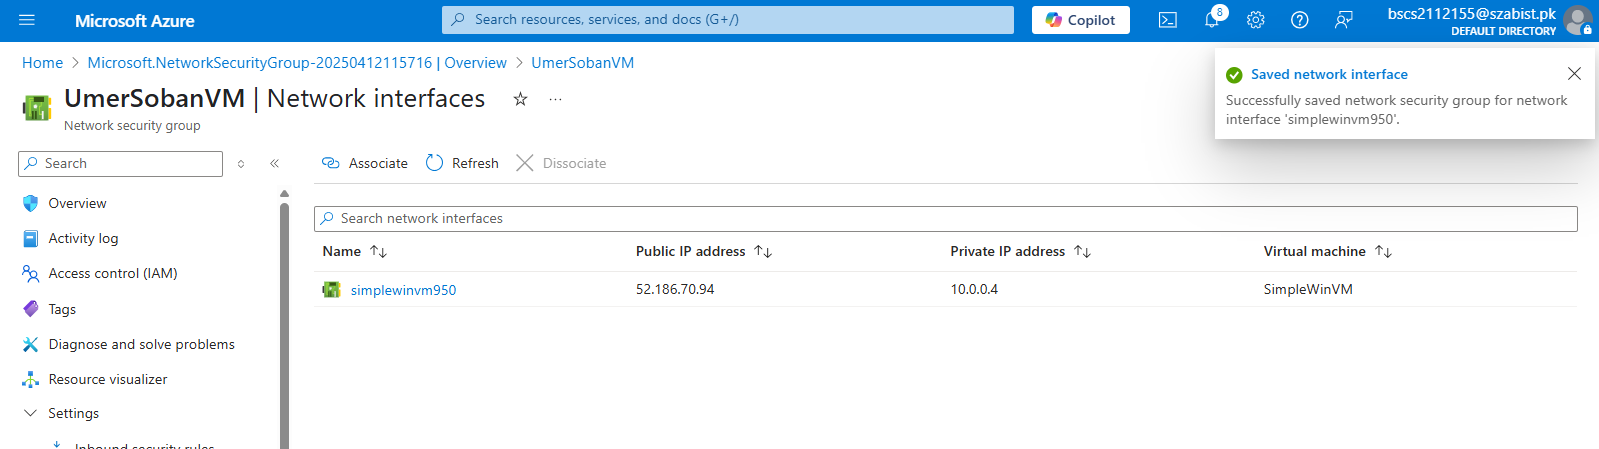 Microsoft Azure
Search resources, services, and docs (G+/)
Copilot
8
bscs2112155@szabist.pk
DEFAULT DIRECTORY
Home > Microsoft.NetworkSecurityGroup-20250412115716 | Overview > UmerSobanVM
Saved network interface
Successfully saved network security group for network
interface 'simplewinvm950'.
UmerSobanVM | Network interfaces
Network security group
Search
Associate Refresh Dissociate
Overview
Activity log
Access control (IAM)
Tags
Diagnose and solve problems
Resource visualizer
Settings
Inbound security rules
Search network interfaces
Name Public IP address Private IP address Virtual machine
simplewinvm950 52.186.70.94 10.0.0.4 SimpleWinVM